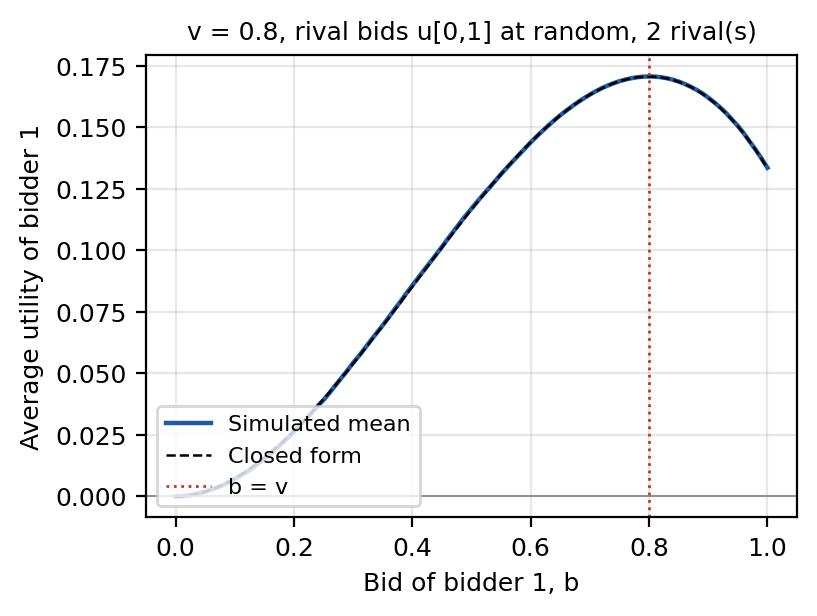 v = 0.8, rival bids u[0,1] at random, 2 rival(s)
Average utility of bidder 1
0.175
0.150
0.125
0.100
0.075
0.050
0.025
0.000
Simulated mean
Closed form
b = v
0.0 0.2 0.4 0.6 0.8 1.0
Bid of bidder 1, b